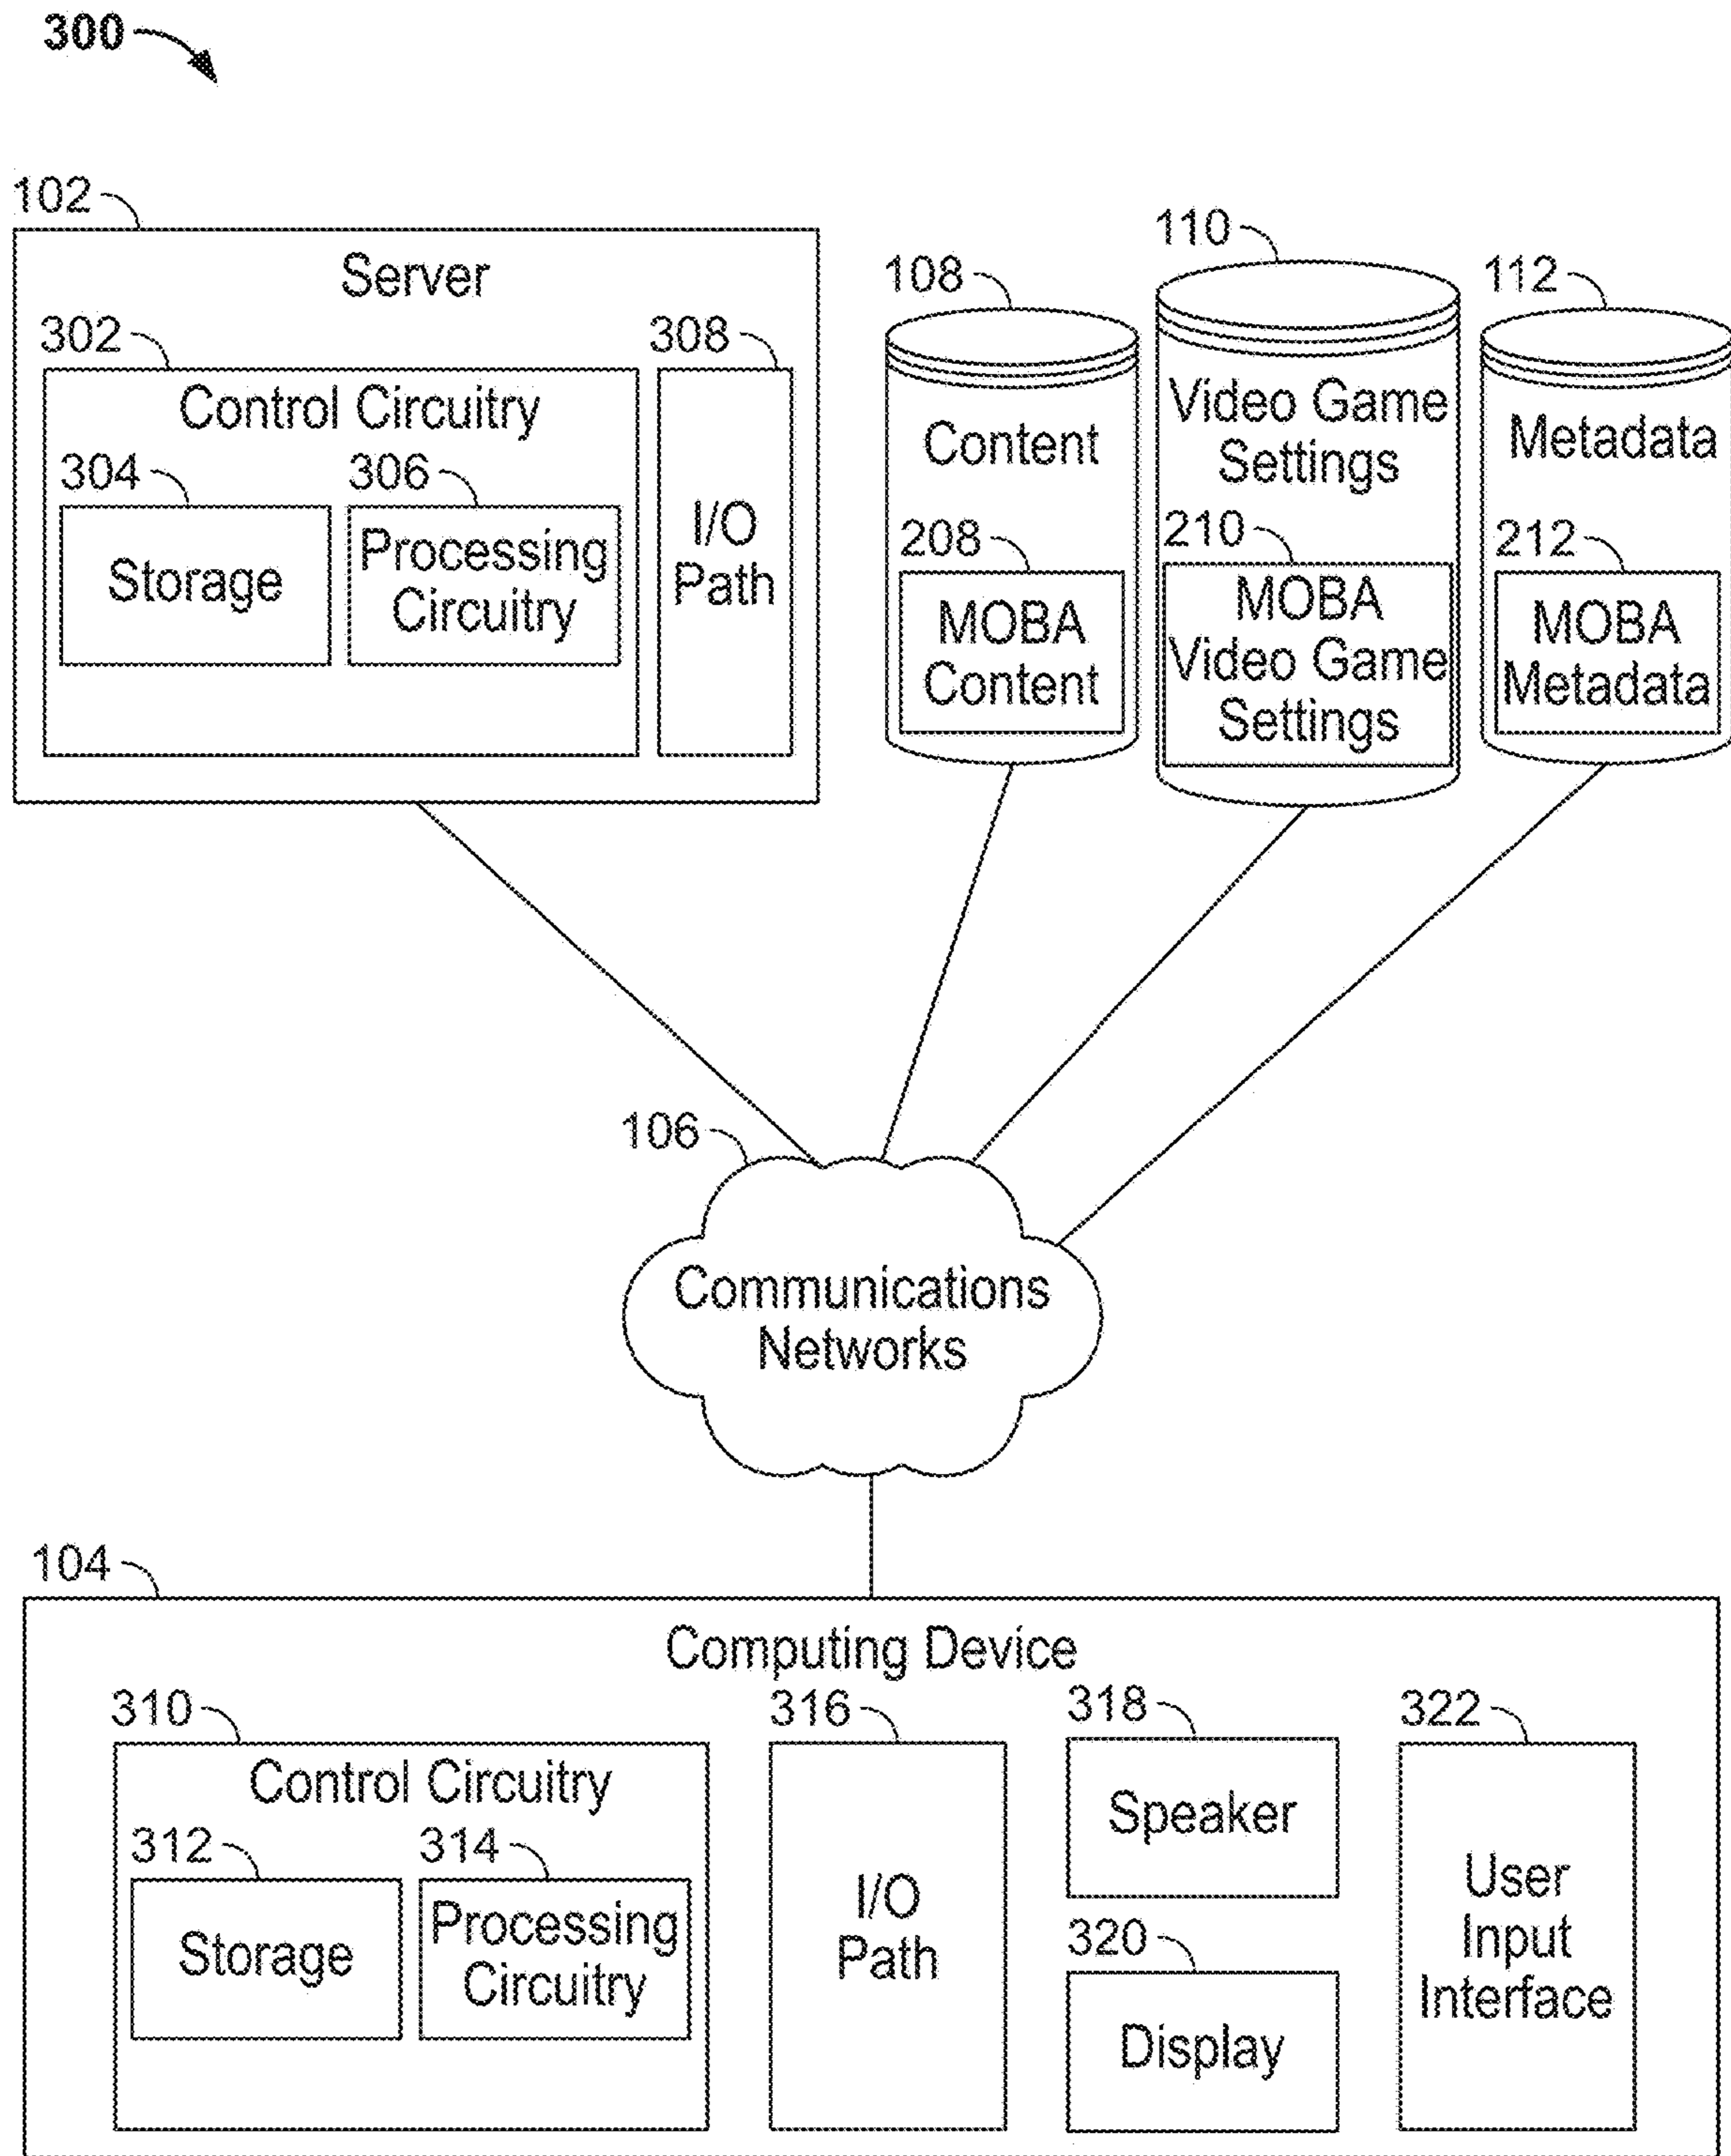 300
102
Server
302
308
Control Circuitry
304
306
Storage
Processing
Circuitry
I/O
Path
108
Content
208
MOBA
Content
110
Video Game
Settings
210
MOBA
Video Game
Settings
112
Metadata
212
MOBA
Metadata
106
Communications
Networks
104
Computing Device
310
Control Circuitry
312
314
Storage
Processing
Circuitry
316
I/O
Path
318
Speaker
320
Display
322
User
Input
Interface